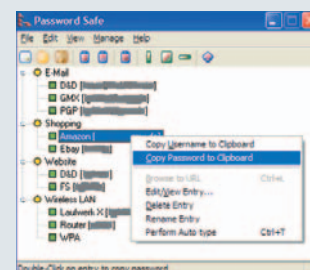 Password Safe
File Edit View Manage Help
E-Mail
D&D [
GMX [
PGP [
Shopping
Amazon [
Ebay [
Website
D&D [
FS [
Wireless LAN
Laufwerk X [
Router [
WPA
Copy Username to Clipboard
Copy Password to Clipboard
Browse to URL Ctrl+L
Edit/View Entry...
Delete Entry
Rename Entry
Perform Auto type Ctrl+T
Double-Click on entry to copy password